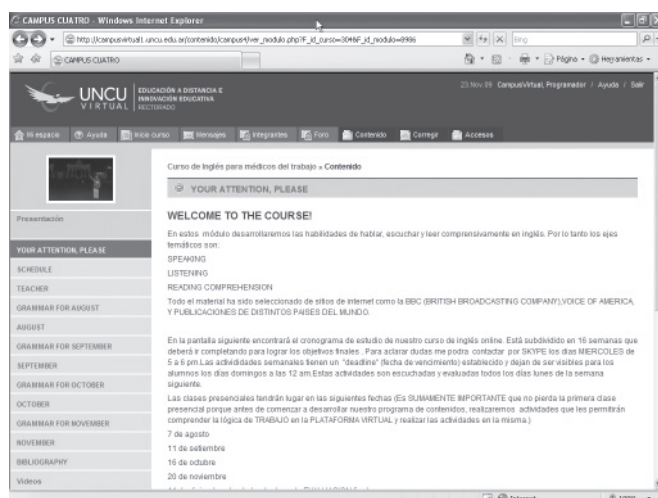 CAMPUS CUATRO - Windows Internet Explorer
Bing
CAMPUS CUATRO
Página
Herramientas
UNCU
VIRTUAL
EDUCACIÓN A DISTANCIA E
INNOVACIÓN EDUCATIVA
RECTORADO
23.Nov.09 CampusVirtual, Programador / Ayuda / Salir
Mi espacio
Ayuda
Inicio curso
Mensajes
Integrantes
Foro
Contenido
Corregir
Accesos
Presentación
YOUR ATTENTION, PLEASE
SCHEDULE
TEACHER
GRAMMAR FOR AUGUST
AUGUST
GRAMMAR FOR SEPTEMBER
SEPTEMBER
GRAMMAR FOR OCTOBER
OCTOBER
GRAMMAR FOR NOVEMBER
NOVEMBER
BIBLIOGRAPHY
Videos
Curso de Inglés para médicos del trabajo » Contenido
YOUR ATTENTION, PLEASE
WELCOME TO THE COURSE!
En estos módulo desarrollaremos las habilidades de hablar, escuchar y leer comprensivamente en inglés. Por lo tanto los ejes
temáticos son:
SPEAKING
LISTENING
READING COMPREHENSION
Todo el material ha sido seleccionado de sitios de internet como la BBC (BRITISH BROADCASTING COMPANY),VOICE OF AMERICA,
Y PUBLICACIONES DE DISTINTOS PAISES DEL MUNDO.
En la pantalla siguiente encontrará el cronograma de estudio de nuestro curso de inglés online. Está subdividido en 16 semanas que
deberá ir completando para lograr los objetivos finales . Para aclarar dudas me podrá contactar por SKYPE los dias MIERCOLES de
5 a 6 pm.Las actividades semanales tienen un "deadline" (fecha de vencimiento) establecido y dejan de ser visibles para los
alumnos los días domingos a las 12 am.Estas actividades son escuchadas y evaluadas todos los días lunes de la semana
siguiente.
Las clases presenciales tendrán lugar en las siguientes fechas (Es SUMAMENTE IMPORTANTE que no pierda la primera clase
presencial porque antes de comenzar a desarrollar nuestro programa de contenidos, realizaremos actividades que les permitirán
comprender la lógica de TRABAJO en la PLATAFORMA VIRTUAL y realizar las actividades en la misma.)
7 de agosto
11 de setiembre
16 de octubre
20 de noviembre